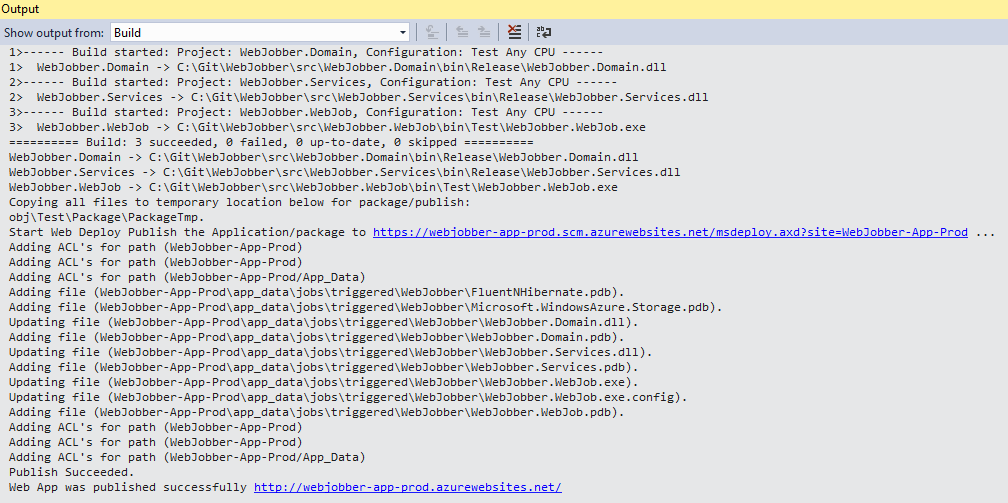 Output
Show output from: Build
1>------ Build started: Project: WebJobber.Domain, Configuration: Test Any CPU ------
1>  WebJobber.Domain -> C:\Git\WebJobber\src\WebJobber.Domain\bin\Release\WebJobber.Domain.dll
2>------ Build started: Project: WebJobber.Services, Configuration: Test Any CPU ------
2>  WebJobber.Services -> C:\Git\WebJobber\src\WebJobber.Services\bin\Release\WebJobber.Services.dll
3>------ Build started: Project: WebJobber.WebJob, Configuration: Test Any CPU ------
3>  WebJobber.WebJob -> C:\Git\WebJobber\src\WebJobber.WebJob\bin\Test\WebJobber.WebJob.exe
========== Build: 3 succeeded, 0 failed, 0 up-to-date, 0 skipped ==========
WebJobber.Domain -> C:\Git\WebJobber\src\WebJobber.Domain\bin\Release\WebJobber.Domain.dll
WebJobber.Services -> C:\Git\WebJobber\src\WebJobber.Services\bin\Release\WebJobber.Services.dll
WebJobber.WebJob -> C:\Git\WebJobber\src\WebJobber.WebJob\bin\Test\WebJobber.WebJob.exe
Copying all files to temporary location below for package/publish:
obj\Test\Package\PackageTmp.
Start Web Deploy Publish the Application/package to https://webjobber-app-prod.scm.azurewebsites.net/msdeploy.axd?site=WebJobber-App-Prod ...
Adding ACL's for path (WebJobber-App-Prod)
Adding ACL's for path (WebJobber-App-Prod)
Adding ACL's for path (WebJobber-App-Prod/App_Data)
Adding file (WebJobber-App-Prod\app_data\jobs\triggered\WebJobber\FluentNHibernate.pdb).
Adding file (WebJobber-App-Prod\app_data\jobs\triggered\WebJobber\Microsoft.WindowsAzure.Storage.pdb).
Updating file (WebJobber-App-Prod\app_data\jobs\triggered\WebJobber\WebJobber.Domain.dll).
Adding file (WebJobber-App-Prod\app_data\jobs\triggered\WebJobber\WebJobber.Domain.pdb).
Updating file (WebJobber-App-Prod\app_data\jobs\triggered\WebJobber\WebJobber.Services.dll).
Adding file (WebJobber-App-Prod\app_data\jobs\triggered\WebJobber\WebJobber.Services.pdb).
Updating file (WebJobber-App-Prod\app_data\jobs\triggered\WebJobber\WebJobber.WebJob.exe).
Updating file (WebJobber-App-Prod\app_data\jobs\triggered\WebJobber\WebJobber.WebJob.exe.config).
Adding file (WebJobber-App-Prod\app_data\jobs\triggered\WebJobber\WebJobber.WebJob.pdb).
Adding ACL's for path (WebJobber-App-Prod)
Adding ACL's for path (WebJobber-App-Prod)
Adding ACL's for path (WebJobber-App-Prod/App_Data)
Publish Succeeded.
Web App was published successfully http://webjobber-app-prod.azurewebsites.net/